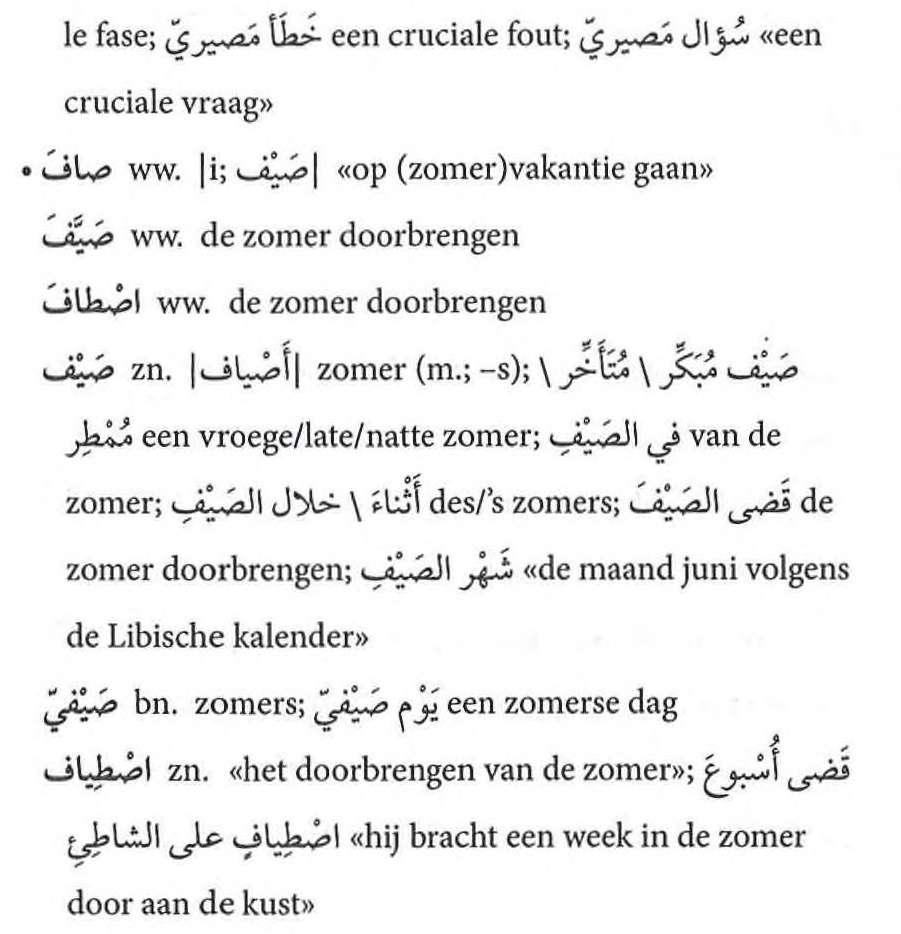 le fase; خَطَأ مَصيريّ een cruciale fout; سُؤال مَصيريّ «een
cruciale vraag»
• صافَ ww. |i; صَيْف| «op (zomer)vakantie gaan»
صَيَّفَ ww. de zomer doorbrengen
اصْطافَ ww. de zomer doorbrengen
صَيْف zn. |أَصْياف| zomer (m.; –s); صَيْف مُبَكِّر \ مُتَأَخِّر \
مُمْطِر een vroege/late/natte zomer; في الصَيْفِ van de
zomer; أَثْناءَ \ خلال الصَيْفِ des/’s zomers; قَضى الصَيْفَ de
zomer doorbrengen; شَهْر الصَيْفِ «de maand juni volgens
de Libische kalender»
صَيْفيّ bn. zomers; يَوْم صَيْفيّ een zomerse dag
اصْطِياف zn. «het doorbrengen van de zomer»; قَضى أُسْبوعَ
اصْطِيافٍ على الشاطِئِ «hij bracht een week in de zomer
door aan de kust»